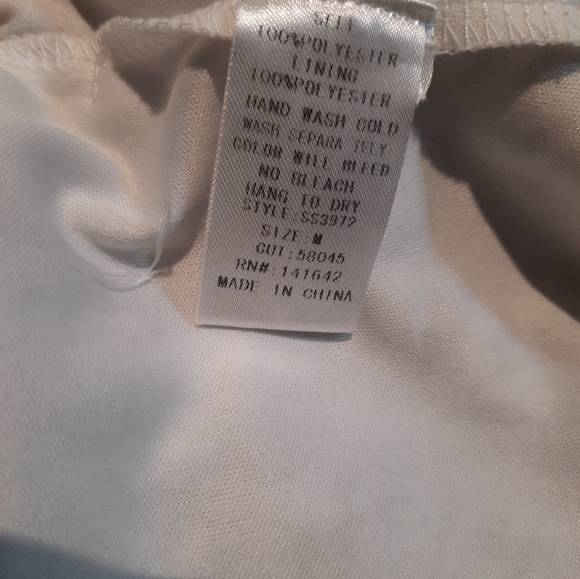 SELF
100%POLYESTER
LINING
100%POLYESTER
HAND WASH COLD
WASH SEPARATELY
COLOR WILL BLEED
NO BLEACH
HANG TO DRY
STYLE:SS3972
SIZE:M
CUT:58045
RN#:141642
MADE IN CHINA